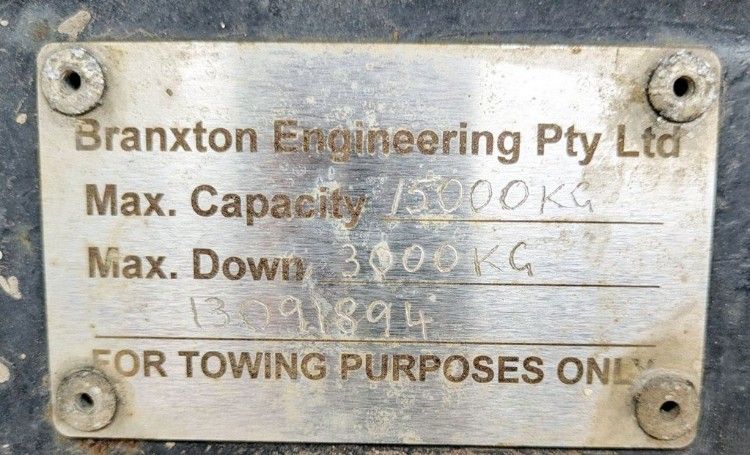 Branxton Engineering Pty Ltd
Max. Capacity 15000KG
Max. Down 3000KG
13091894
FOR TOWING PURPOSES ONLY